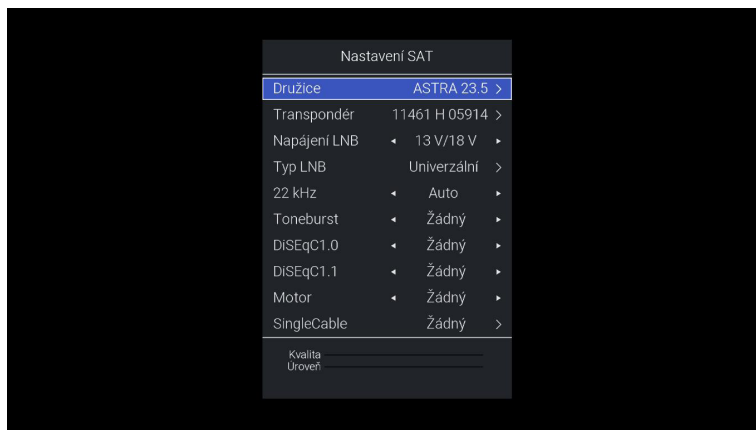 Nastavení SAT
Družice ASTRA 23.5 >
Transpondér 11461 H 05914 >
Napájení LNB ◂ 13 V/18 V ▸
Typ LNB Univerzální >
22 kHz ◂ Auto ▸
Toneburst ◂ Žádný ▸
DiSEqC1.0 ◂ Žádný ▸
DiSEqC1.1 ◂ Žádný ▸
Motor ◂ Žádný ▸
SingleCable Žádný >
Kvalita
Úroveň